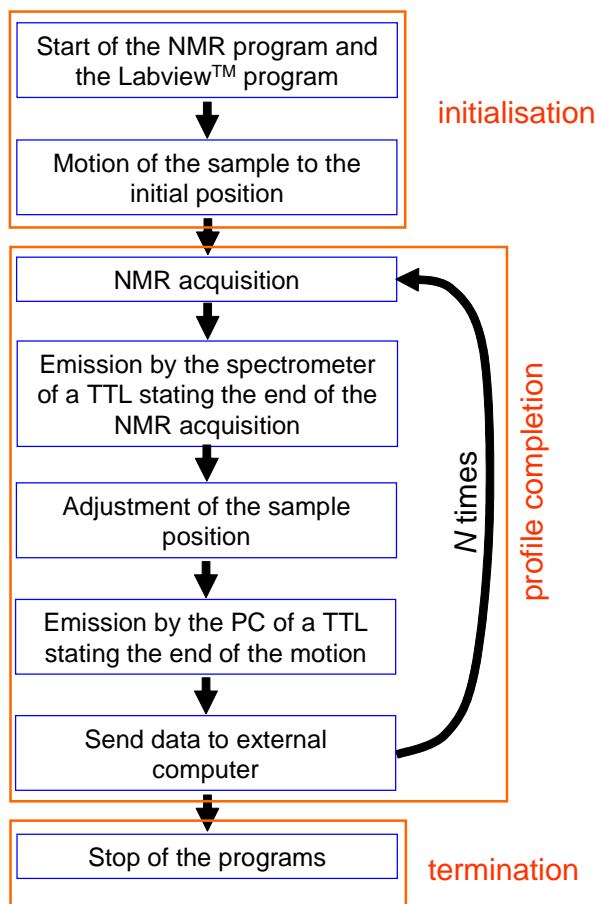 Start of the NMR program and
the Labview™ program
initialisation
Motion of the sample to the
initial position
NMR acquisition
Emission by the spectrometer
of a TTL stating the end of the
NMR acquisition
Adjustment of the sample
position
Emission by the PC of a TTL
stating the end of the motion
Send data to external
computer
N times
profile completion
Stop of the programs
termination